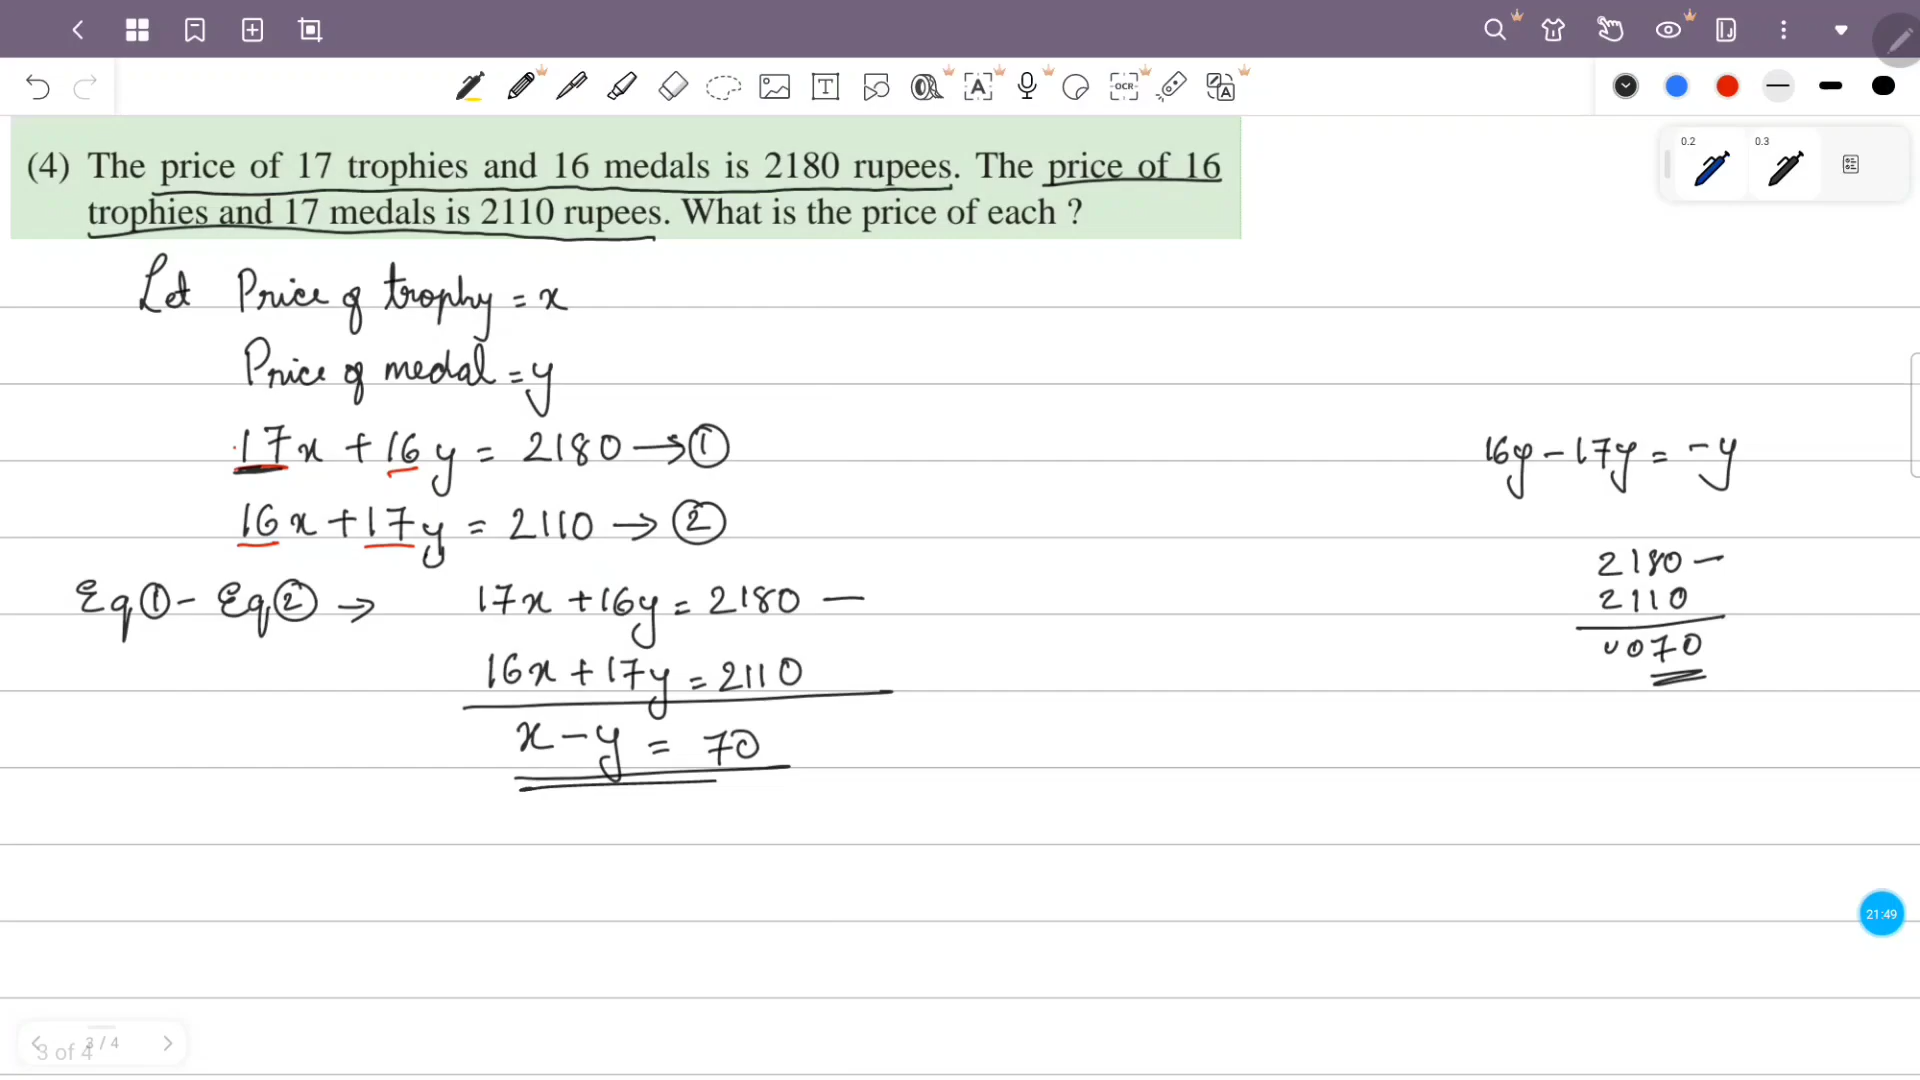 0.2 0.3
(4) The price of 17 trophies and 16 medals is 2180 rupees. The price of 16
trophies and 17 medals is 2110 rupees. What is the price of each ?
Let Price of trophy = x
Price of medal = y
17x + 16y = 2180 → ①
16x + 17y = 2110 → ②
Eq① - Eq② → 17x + 16y = 2180 —
16x + 17y = 2110
x - y = 70
16y - 17y = -y
2180 -
2110
0070
21:49
3 / 4
3 of 4
OCR